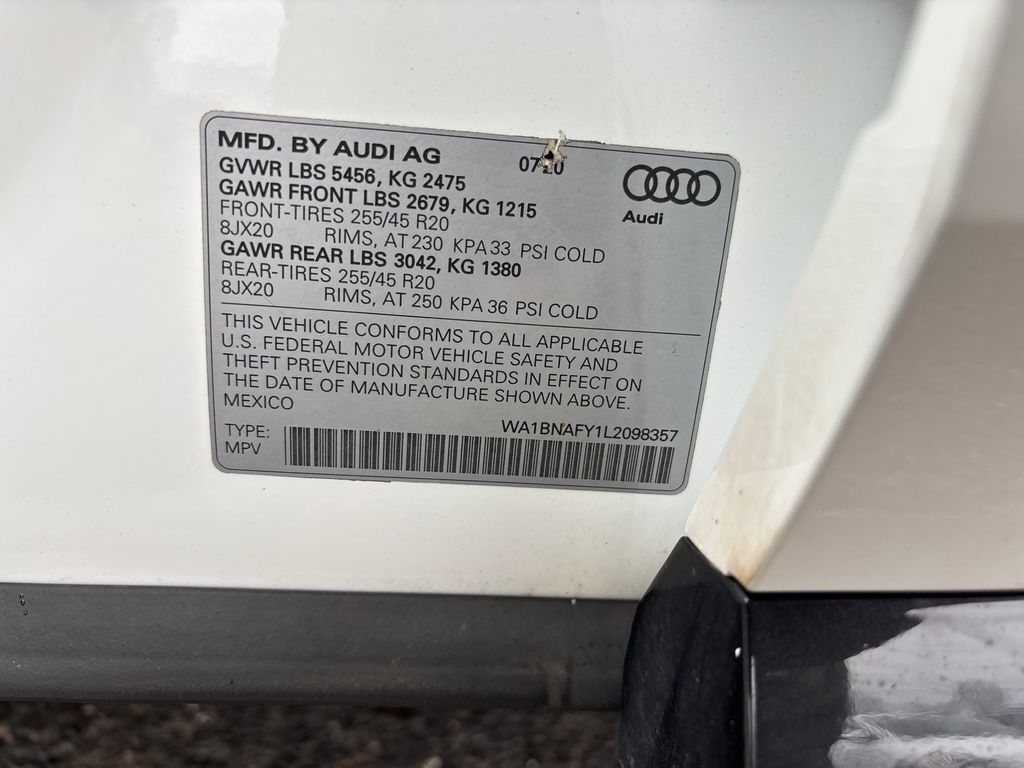 MFD. BY AUDI AG
GVWR LBS 5456, KG 2475
GAWR FRONT LBS 2679, KG 1215
FRONT-TIRES 255/45 R20
8JX20 RIMS, AT 230 KPA 33 PSI COLD
GAWR REAR LBS 3042, KG 1380
REAR-TIRES 255/45 R20
8JX20 RIMS, AT 250 KPA 36 PSI COLD
Audi
THIS VEHICLE CONFORMS TO ALL APPLICABLE
U.S. FEDERAL MOTOR VEHICLE SAFETY AND
THEFT PREVENTION STANDARDS IN EFFECT ON
THE DATE OF MANUFACTURE SHOWN ABOVE.
MEXICO
TYPE: WA1BNAFY1L2098357
MPV